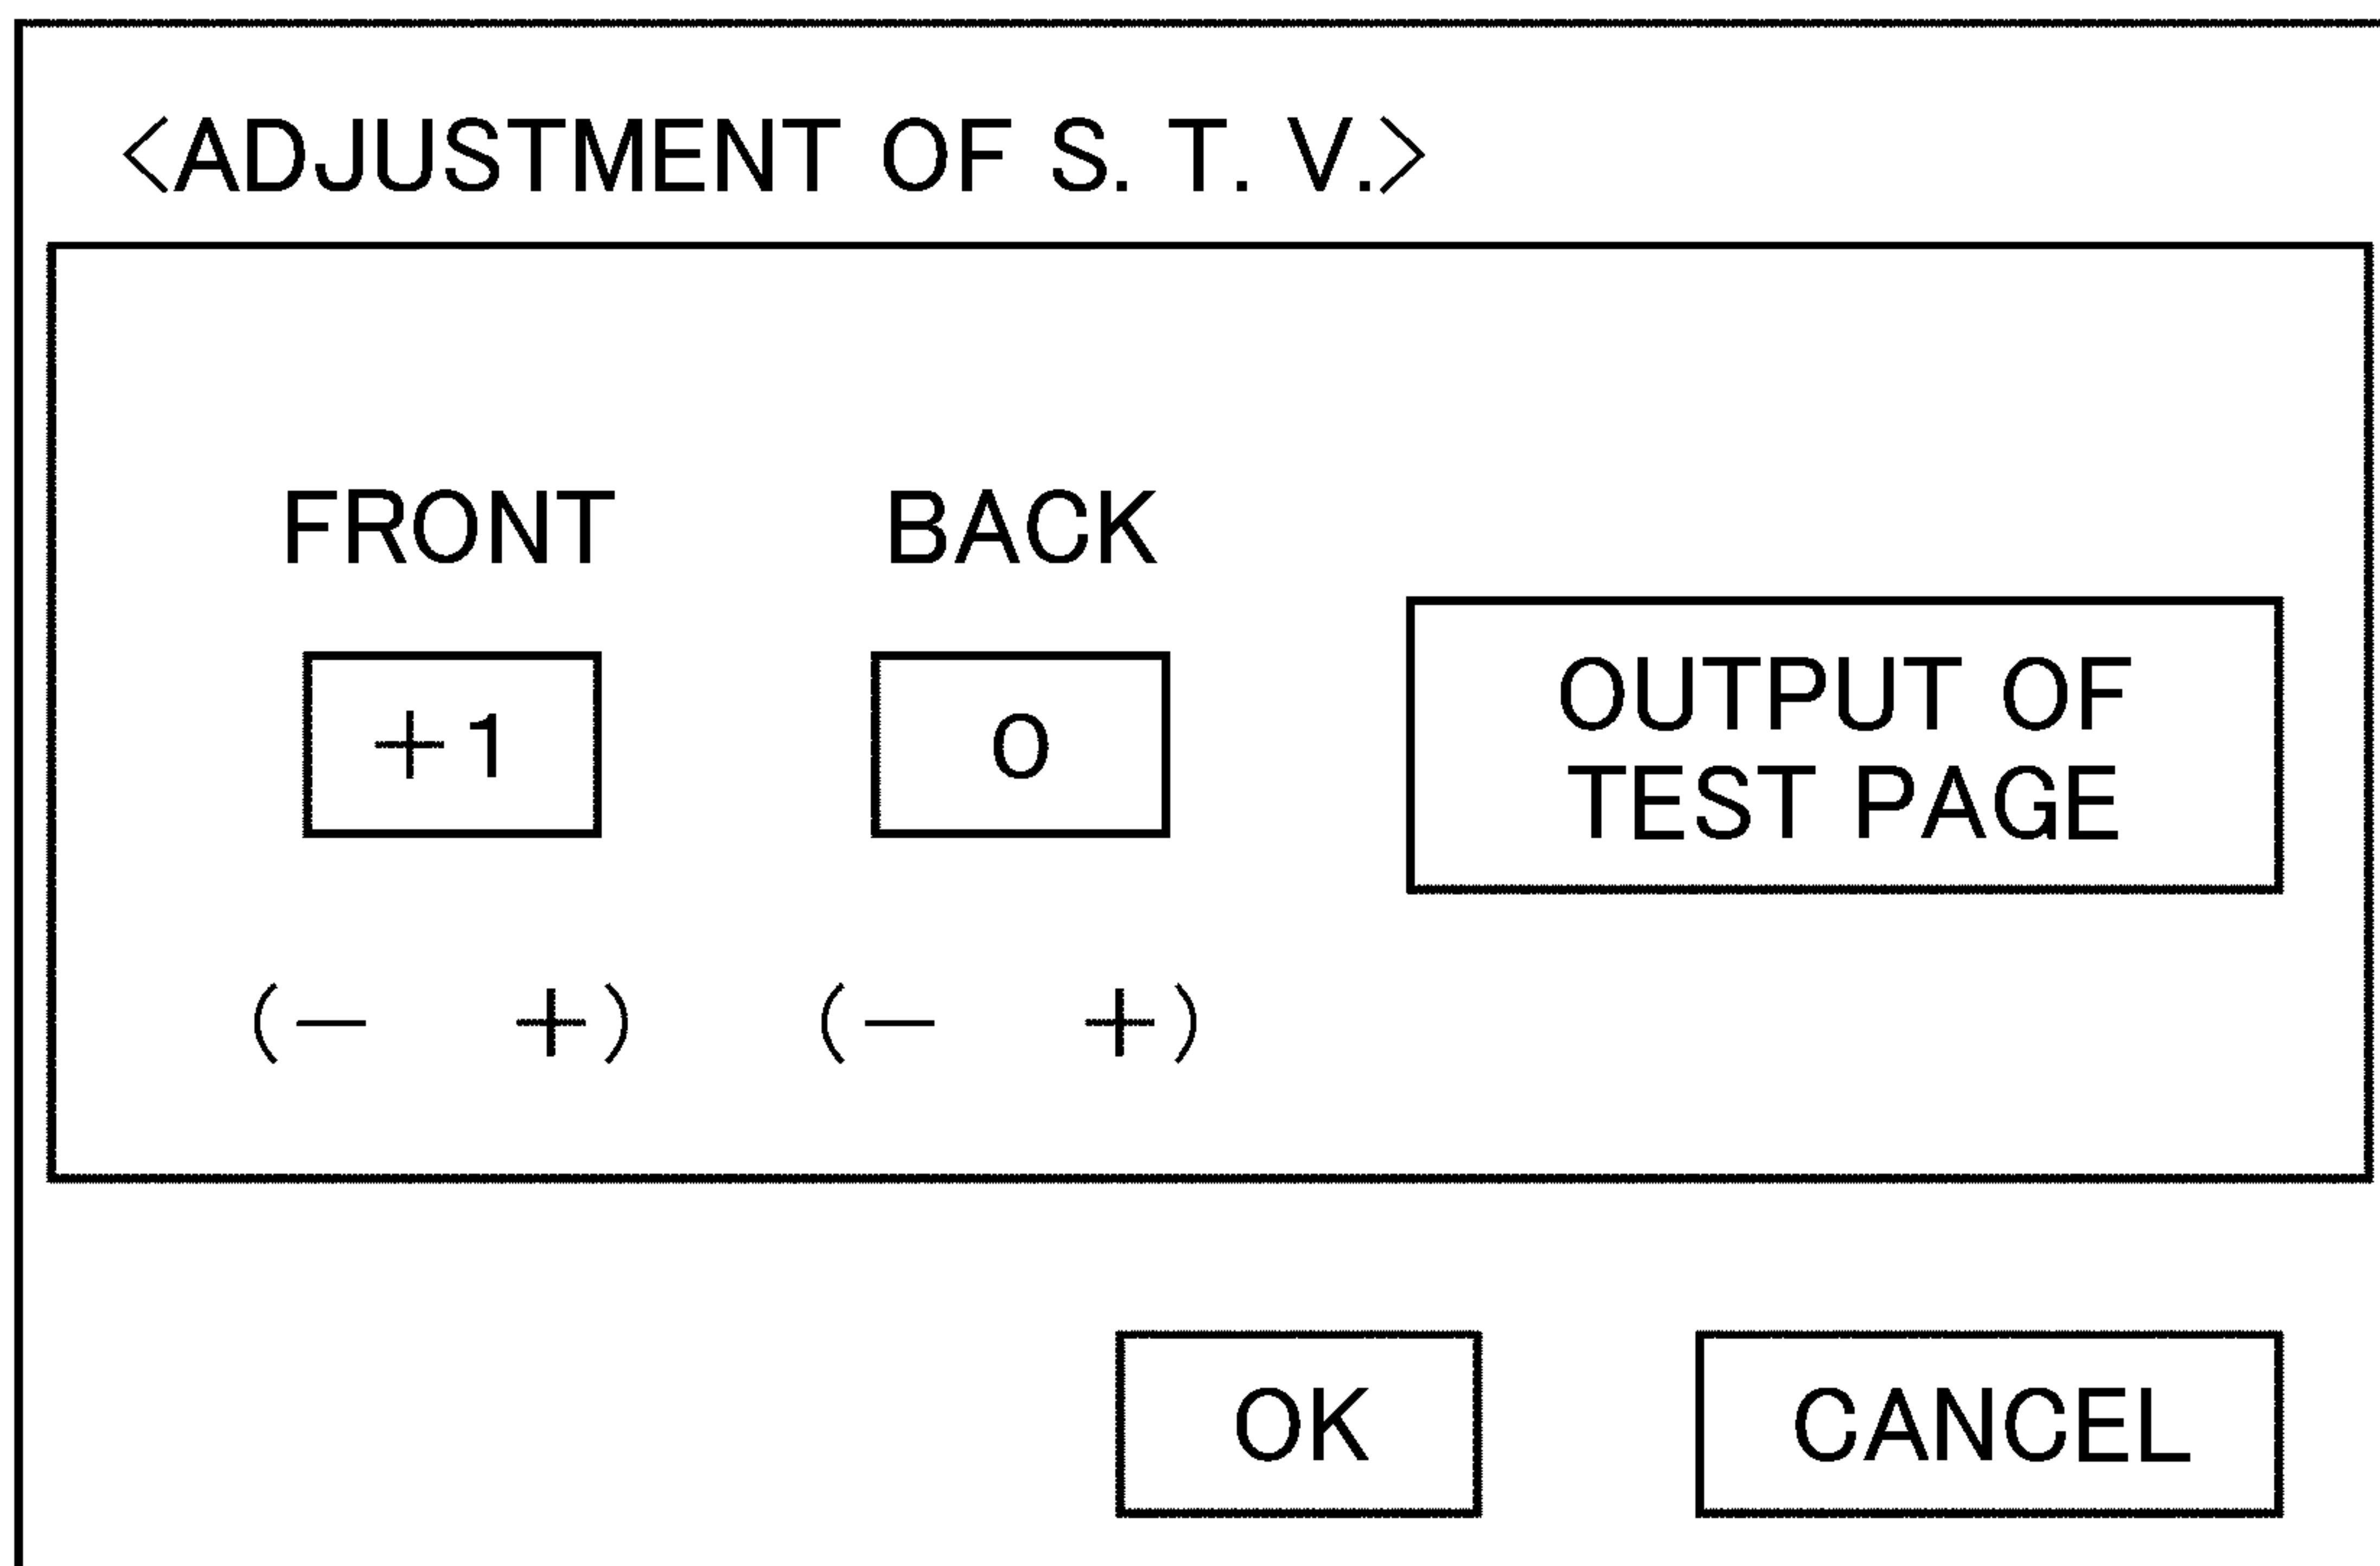 <ADJUSTMENT OF S. T. V.>
FRONT BACK
+1 0
OUTPUT OF
TEST PAGE
(− +) (− +)
OK CANCEL